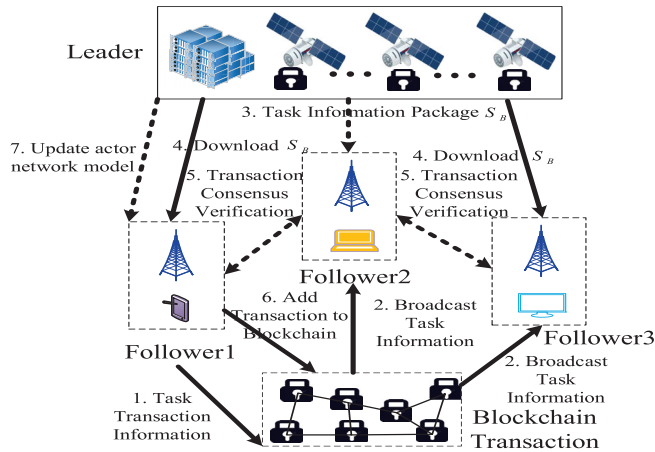 Leader
3. Task Information Package S_B
7. Update actor
network model
4. Download S_B
4. Download S_B
5. Transaction
Consensus
Verification
5. Transaction
Consensus
Verification
Follower2
6. Add
Transaction to
Blockchain
2. Broadcast
Task
Information
Follower1
Follower3
2. Broadcast
Task
Information
1. Task
Transaction
Information
Blockchain
Transaction